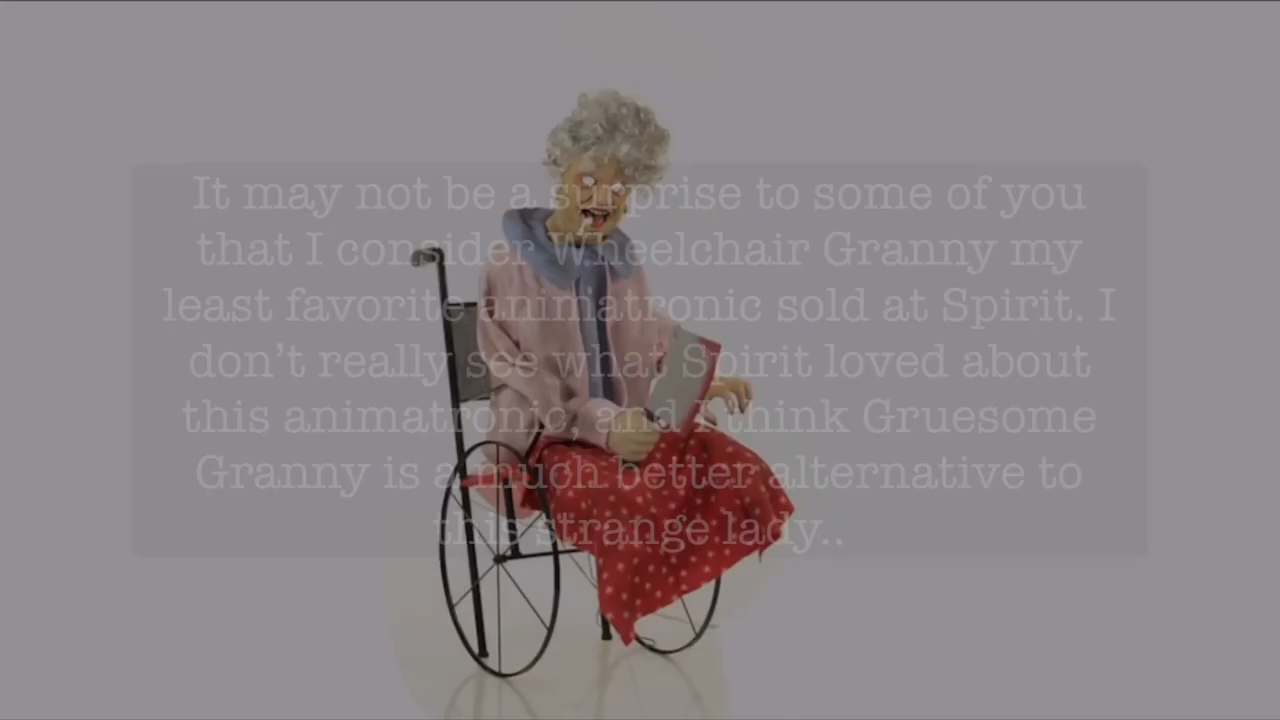 It may not be a surprise to some of you
that I consider Wheelchair Granny my
least favorite animatronic sold at Spirit. I
don't really see what Spirit loved about
this animatronic, and I think Gruesome
Granny is a much better alternative to
this strange lady..